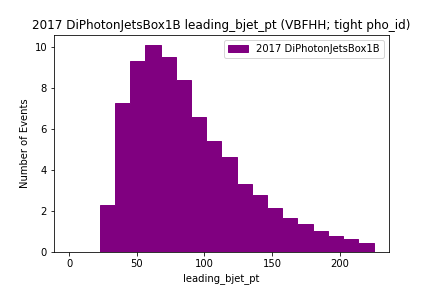 2017 DiPhotonJetsBox1B leading_bjet_pt (VBFHH; tight pho_id)
2017 DiPhotonJetsBox1B
10
8
6
4
2
0
Number of Events
0 50 100 150 200
leading_bjet_pt